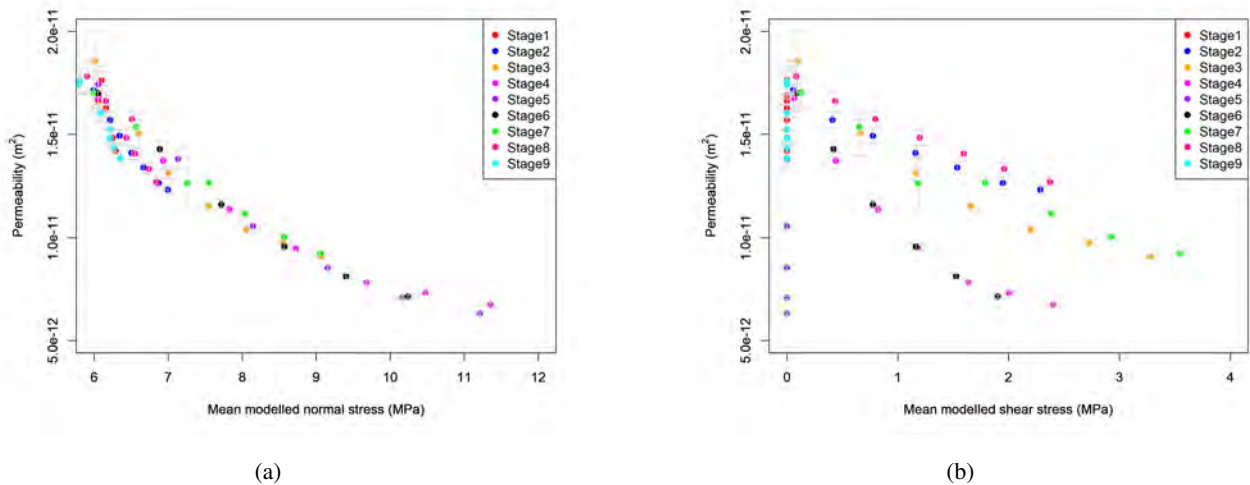 2.0e-11
1.5e-11
1.0e-11
5.0e-12
Permeability (m²)
Stage1
Stage2
Stage3
Stage4
Stage5
Stage6
Stage7
Stage8
Stage9
6 7 8 9 10 11 12
Mean modelled normal stress (MPa)
(a)
2.0e-11
1.5e-11
1.0e-11
5.0e-12
Permeability (m²)
Stage1
Stage2
Stage3
Stage4
Stage5
Stage6
Stage7
Stage8
Stage9
0 1 2 3 4
Mean modelled shear stress (MPa)
(b)